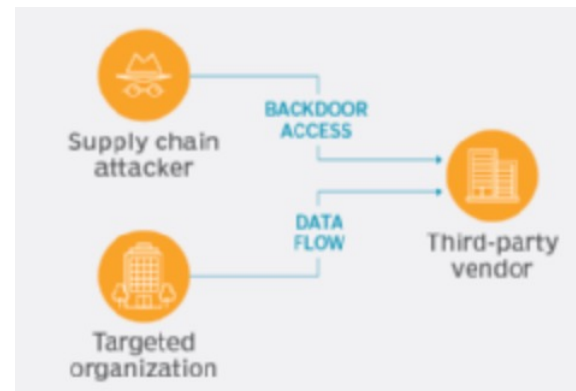 BACKDOOR
ACCESS
Supply chain
attacker
DATA
FLOW
Third-party
vendor
Targeted
organization